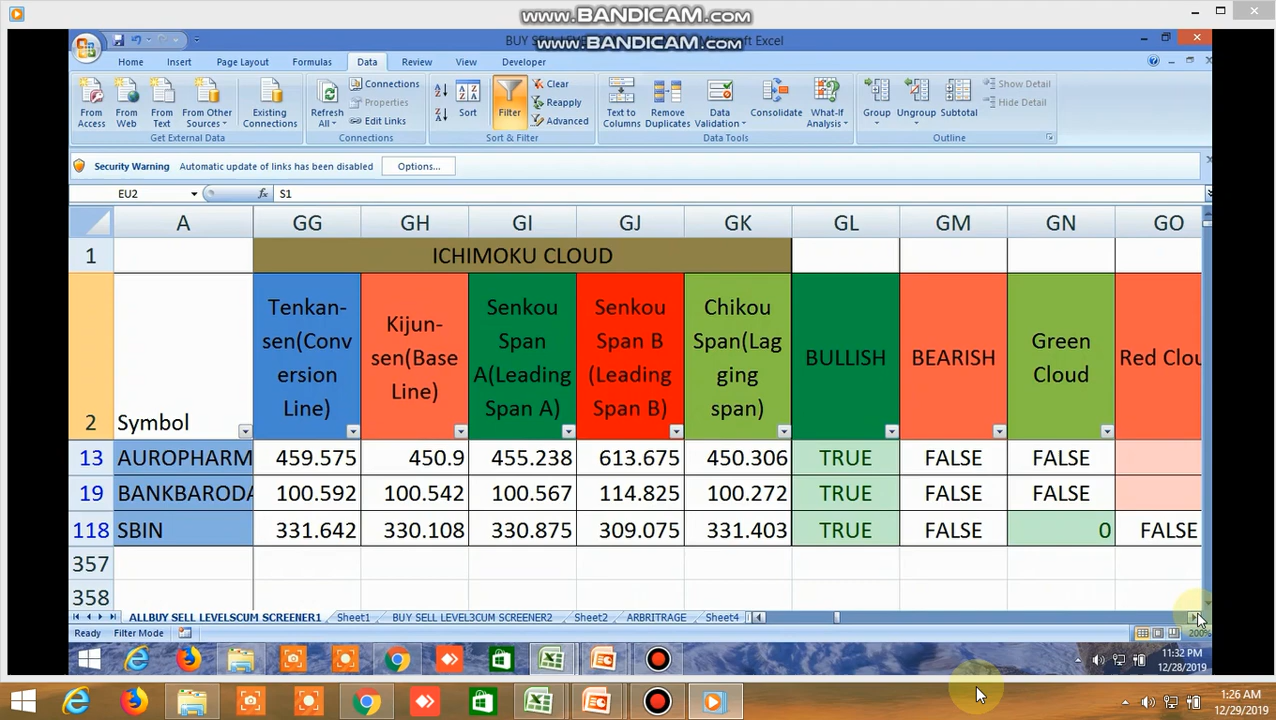 www.BANDICAM.com
www.BANDICAM.com
Home Insert Page Layout Formulas Data Review View Developer
From Access
From Web
From Text
From Other Sources
Existing Connections
Get External Data
Refresh All
Connections
Properties
Edit Links
Connections
Sort
Filter
Clear
Reapply
Advanced
Sort & Filter
Text to Columns
Remove Duplicates
Data Validation
Consolidate
What-If Analysis
Data Tools
Group
Ungroup
Subtotal
Show Detail
Hide Detail
Outline
Security Warning Automatic update of links has been disabled Options...
EU2 fx S1
A GG GH GI GJ GK GL GM GN GO
1 ICHIMOKU CLOUD
2
Symbol
Tenkan-
sen(Conv
ersion
Line)
Kijun-
sen(Base
Line)
Senkou
Span
A(Leading
Span A)
Senkou
Span B
(Leading
Span B)
Chikou
Span(Lag
ging
span)
BULLISH
BEARISH
Green
Cloud
Red Clou
13 AUROPHARM 459.575 450.9 455.238 613.675 450.306 TRUE FALSE FALSE
19 BANKBARODA 100.592 100.542 100.567 114.825 100.272 TRUE FALSE FALSE
118 SBIN 331.642 330.108 330.875 309.075 331.403 TRUE FALSE 0 FALSE
357
358
ALLBUY SELL LEVELSCUM SCREENER1 Sheet1 BUY SELL LEVEL3CUM SCREENER2 Sheet2 ARBRITRAGE Sheet4
Ready Filter Mode 200%
11:32 PM
12/28/2019
1:26 AM
12/29/2019